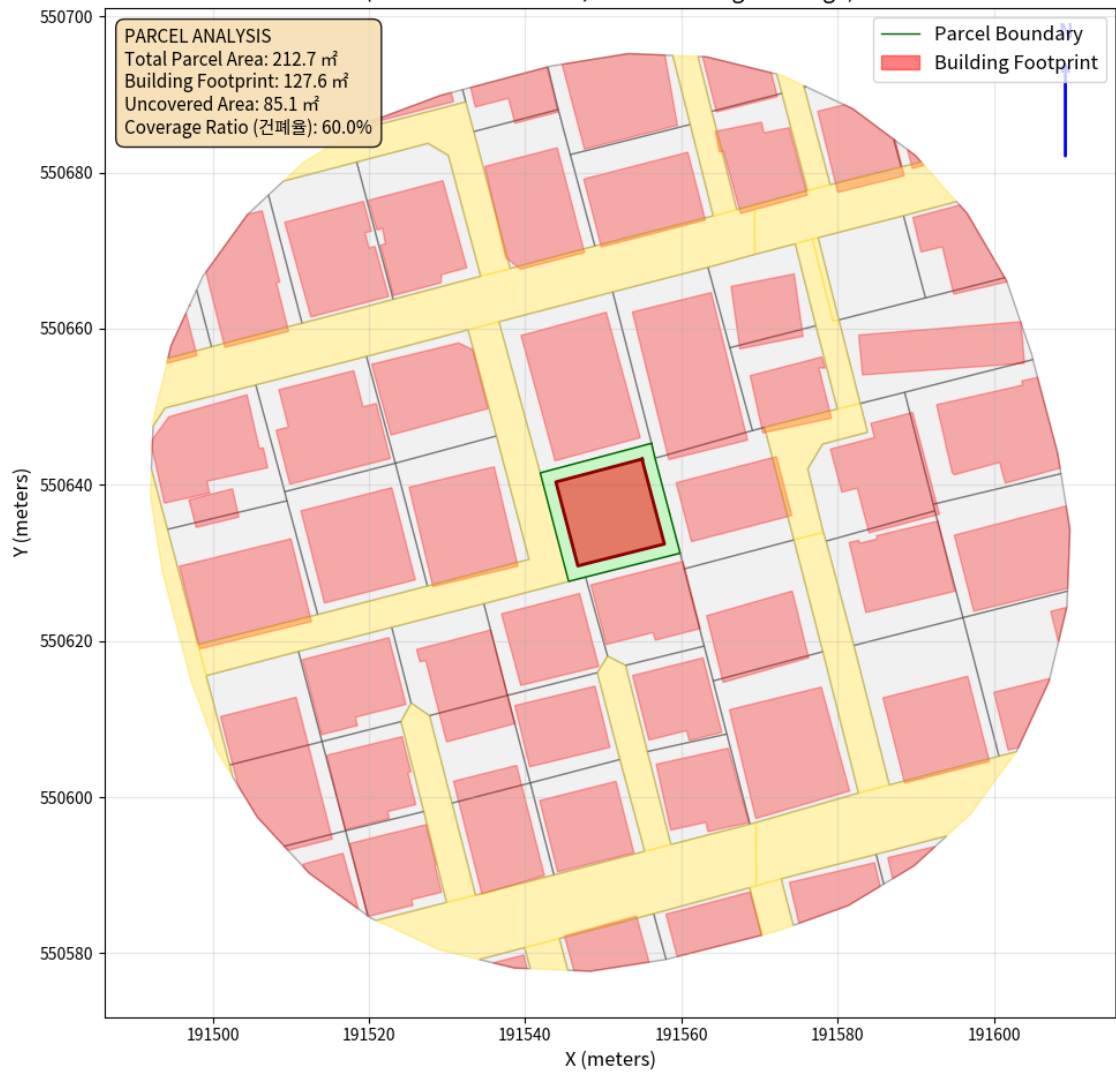 PARCEL ANALYSIS
Total Parcel Area: 212.7 ㎡
Building Footprint: 127.6 ㎡
Uncovered Area: 85.1 ㎡
Coverage Ratio (건폐율): 60.0%
Parcel Boundary
Building Footprint
N
550700
550680
550660
550640
550620
550600
550580
Y (meters)
191500
191520
191540
191560
191580
191600
X (meters)